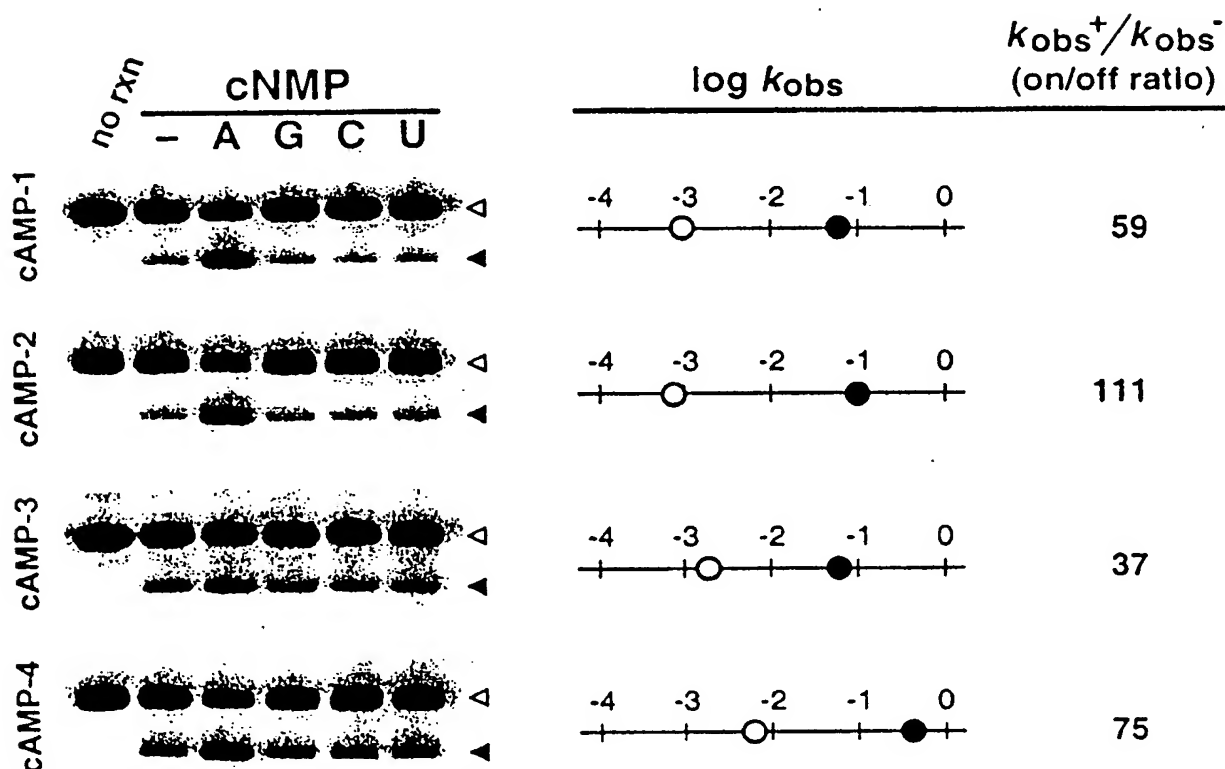 no rxn
cNMP
– A G C U
log kobs
kobs+/kobs-
(on/off ratio)
cAMP-1
-4 -3 -2 -1 0
59
cAMP-2
-4 -3 -2 -1 0
111
cAMP-3
-4 -3 -2 -1 0
37
cAMP-4
-4 -3 -2 -1 0
75